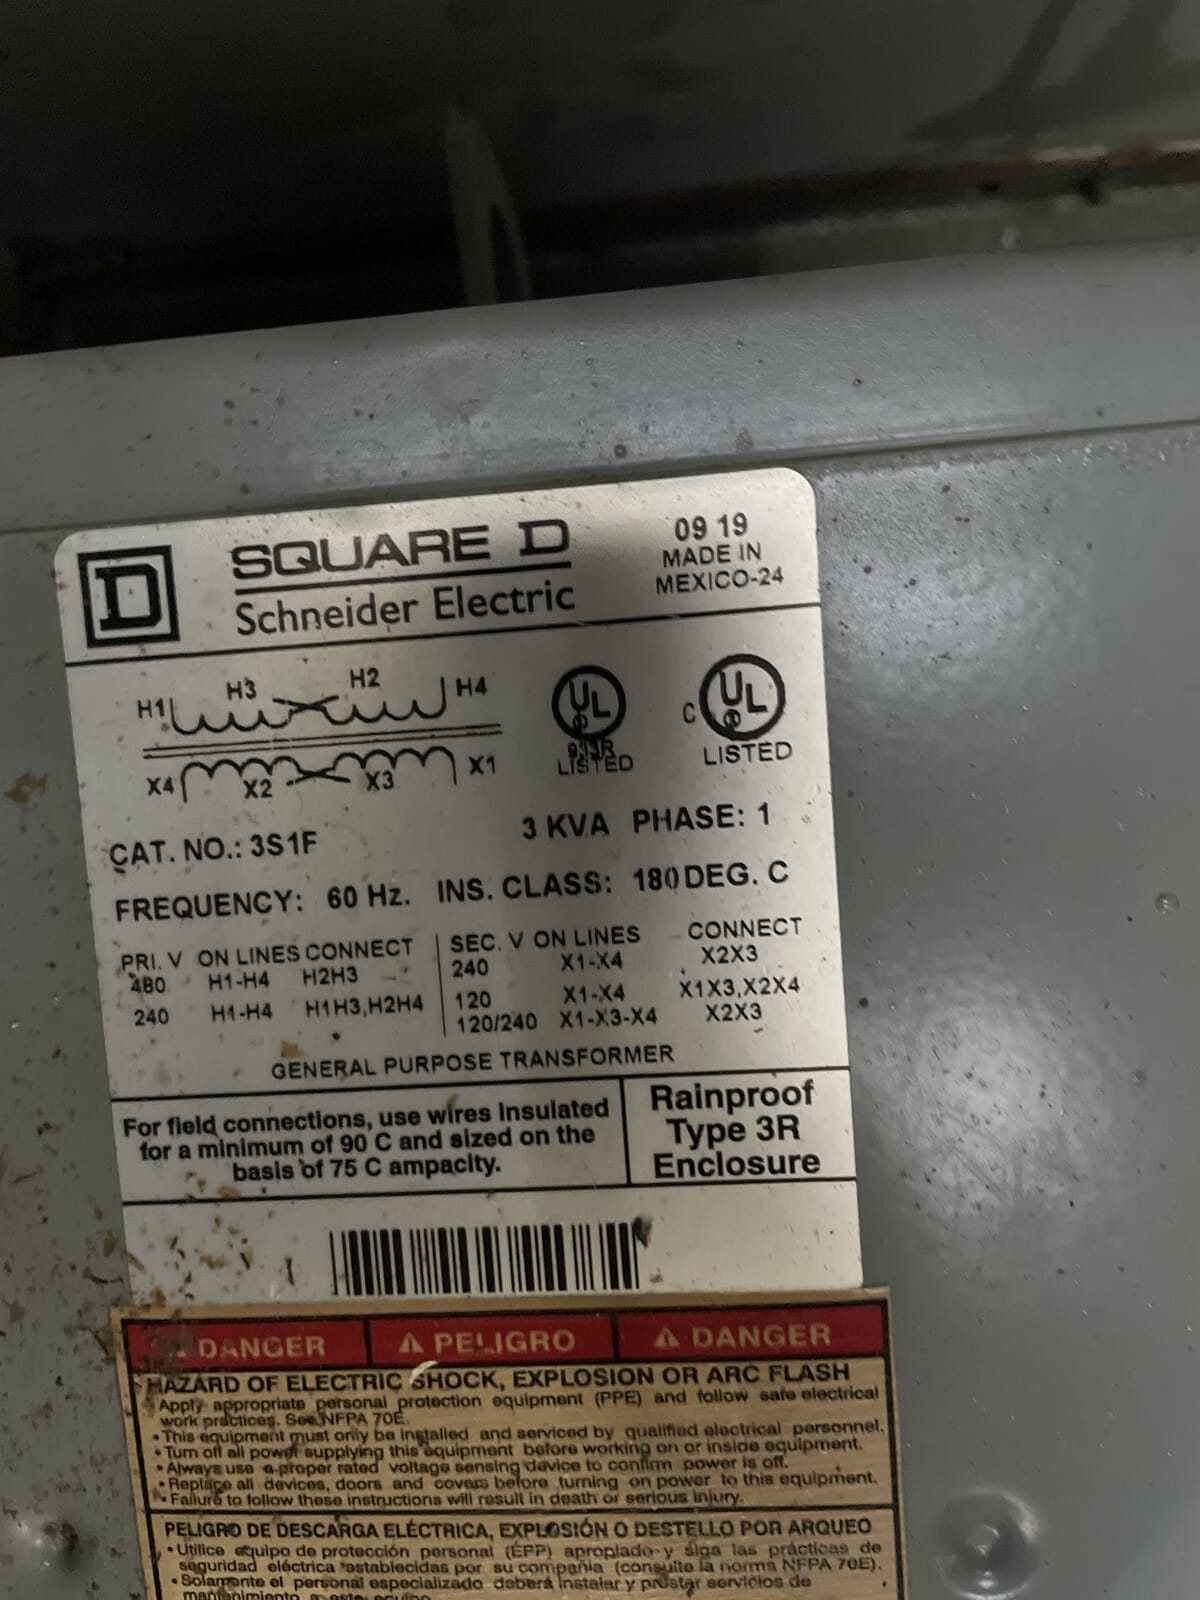 D
SQUARE D
Schneider Electric
09 19
MADE IN
MEXICO-24
H1 H3 H2 H4
X4 X2 X3 X1
UL
LISTED
C UL
LISTED
3 KVA PHASE: 1
CAT. NO.: 3S1F
FREQUENCY: 60 Hz. INS. CLASS: 180 DEG. C
PRI. V ON LINES CONNECT
480 H1-H4 H2H3
240 H1-H4 H1H3,H2H4
SEC. V ON LINES CONNECT
240 X1-X4 X2X3
120 X1-X4 X1X3,X2X4
120/240 X1-X3-X4 X2X3
GENERAL PURPOSE TRANSFORMER
For field connections, use wires insulated
for a minimum of 90 C and sized on the
basis of 75 C ampacity.
Rainproof
Type 3R
Enclosure
DANGER
⚠ PELIGRO
⚠ DANGER
HAZARD OF ELECTRIC SHOCK, EXPLOSION OR ARC FLASH
Apply appropriate personal protection equipment (PPE) and follow safe electrical
work practices. See NFPA 70E.
• This equipment must only be installed and serviced by qualified electrical personnel.
• Turn off all power supplying this equipment before working on or inside equipment.
• Always use a proper rated voltage sensing device to confirm power is off.
• Replace all devices, doors and covers before turning on power to this equipment.
• Failure to follow these instructions will result in death or serious injury.
PELIGRO DE DESCARGA ELÉCTRICA, EXPLOSIÓN O DESTELLO POR ARQUEO
• Utilice equipo de protección personal (EPP) apropiado y siga las prácticas de
seguridad eléctrica establecidas por su compañía (consulte la norma NFPA 70E).
• Solamente el personal especializado deberá instalar y prestar servicios de
mantenimiento a este equipo